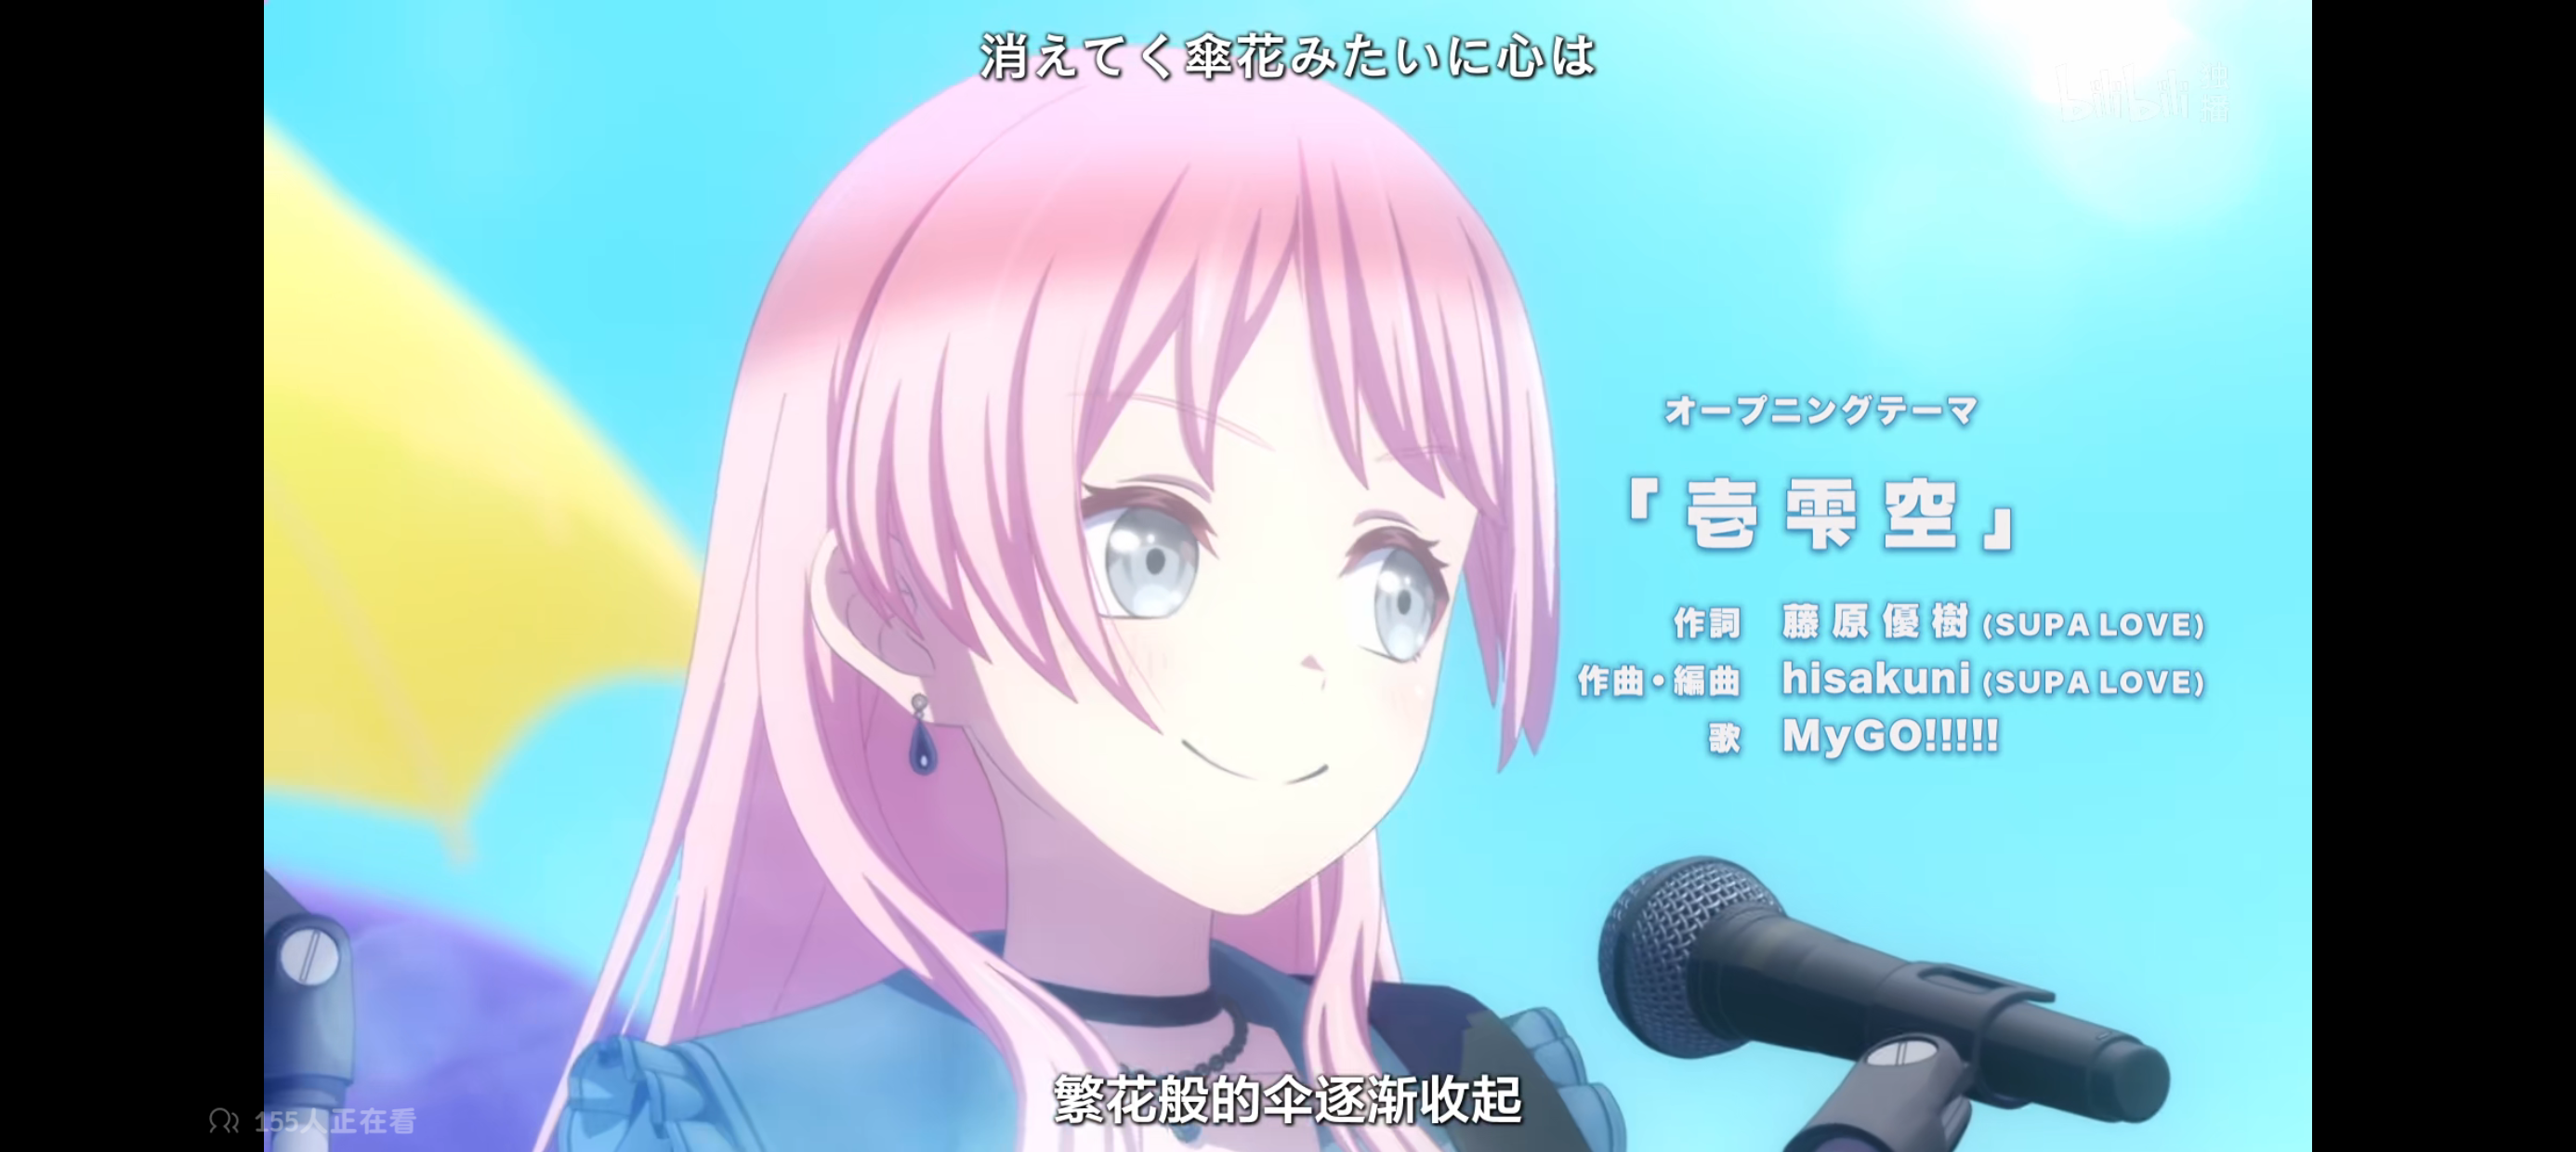 消えてく傘花みたいに心は
bilibili 独播
オープニングテーマ
「壱雫空」
作詞 藤原優樹(SUPA LOVE)
作曲・編曲 hisakuni(SUPA LOVE)
歌 MyGO!!!!!
繁花般的伞逐渐收起
155人正在看